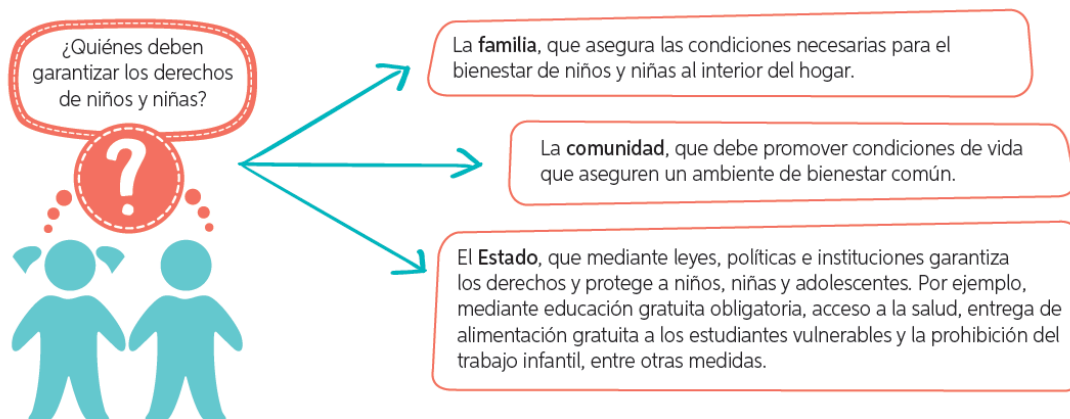 ¿Quiénes deben
garantizar los derechos
de niños y niñas?
?
La familia, que asegura las condiciones necesarias para el
bienestar de niños y niñas al interior del hogar.
La comunidad, que debe promover condiciones de vida
que aseguren un ambiente de bienestar común.
El Estado, que mediante leyes, políticas e instituciones garantiza
los derechos y protege a niños, niñas y adolescentes. Por ejemplo,
mediante educación gratuita obligatoria, acceso a la salud, entrega de
alimentación gratuita a los estudiantes vulnerables y la prohibición del
trabajo infantil, entre otras medidas.